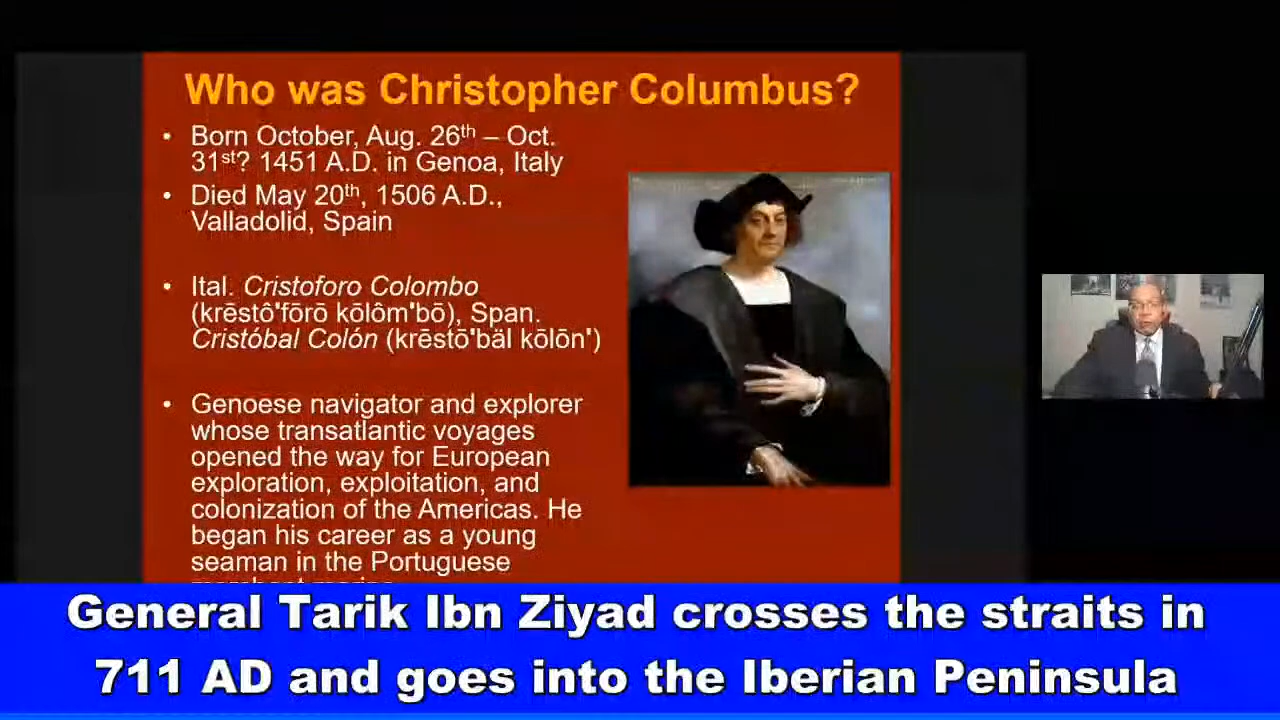 Who was Christopher Columbus?
• Born October, Aug. 26th – Oct.
31st? 1451 A.D. in Genoa, Italy
• Died May 20th, 1506 A.D.,
Valladolid, Spain
• Ital. Cristoforo Colombo
(krēstô'fōrō kōlôm'bō), Span.
Cristóbal Colón (krēstō'bäl kōlōn')
• Genoese navigator and explorer
whose transatlantic voyages
opened the way for European
exploration, exploitation, and
colonization of the Americas. He
began his career as a young
seaman in the Portuguese
General Tarik Ibn Ziyad crosses the straits in
711 AD and goes into the Iberian Peninsula